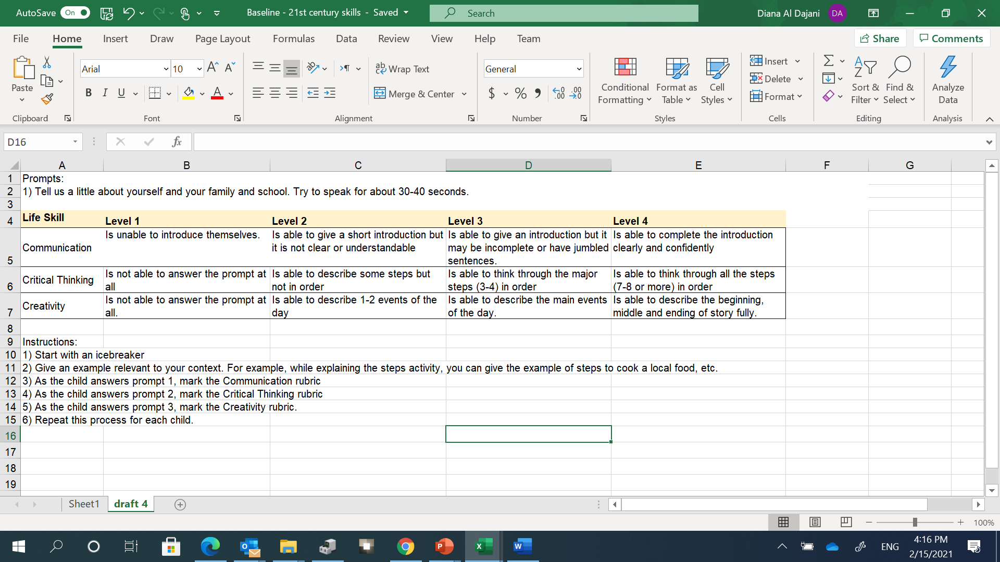 AutoSave On Baseline - 21st century skills - Saved Search Diana Al Dajani DA
File Home Insert Draw Page Layout Formulas Data Review View Help Team Share Comments
Paste
Clipboard
Arial 10
B I U
Font
ab Wrap Text
Merge & Center
Alignment
General
$ % 9 .00 .00
Number
Conditional Formatting
Format as Table
Cell Styles
Styles
Insert
Delete
Format
Cells
Sort & Filter
Find & Select
Editing
Analyze Data
Analysis
D16 fx
A B C D E F G
1 Prompts:
2 1) Tell us a little about yourself and your family and school. Try to speak for about 30-40 seconds.
3
4 Life Skill Level 1 Level 2 Level 3 Level 4
5 Communication
Is unable to introduce themselves.
Is able to give a short introduction but
it is not clear or understandable
Is able to give an introduction but it
may be incomplete or have jumbled
sentences.
Is able to complete the introduction
clearly and confidently
6 Critical Thinking
Is not able to answer the prompt at
all
Is able to describe some steps but
not in order
Is able to think through the major
steps (3-4) in order
Is able to think through all the steps
(7-8 or more) in order
7 Creativity
Is not able to answer the prompt at
all.
Is able to describe 1-2 events of the
day
Is able to describe the main events
of the day.
Is able to describe the beginning,
middle and ending of story fully.
8
9 Instructions:
10 1) Start with an icebreaker
11 2) Give an example relevant to your context. For example, while explaining the steps activity, you can give the example of steps to cook a local food, etc.
12 3) As the child answers prompt 1, mark the Communication rubric
13 4) As the child answers prompt 2, mark the Critical Thinking rubric
14 5) As the child answers prompt 3, mark the Creativity rubric.
15 6) Repeat this process for each child.
16
17
18
19
Sheet1 draft 4
100%
ENG 4:16 PM
2/15/2021